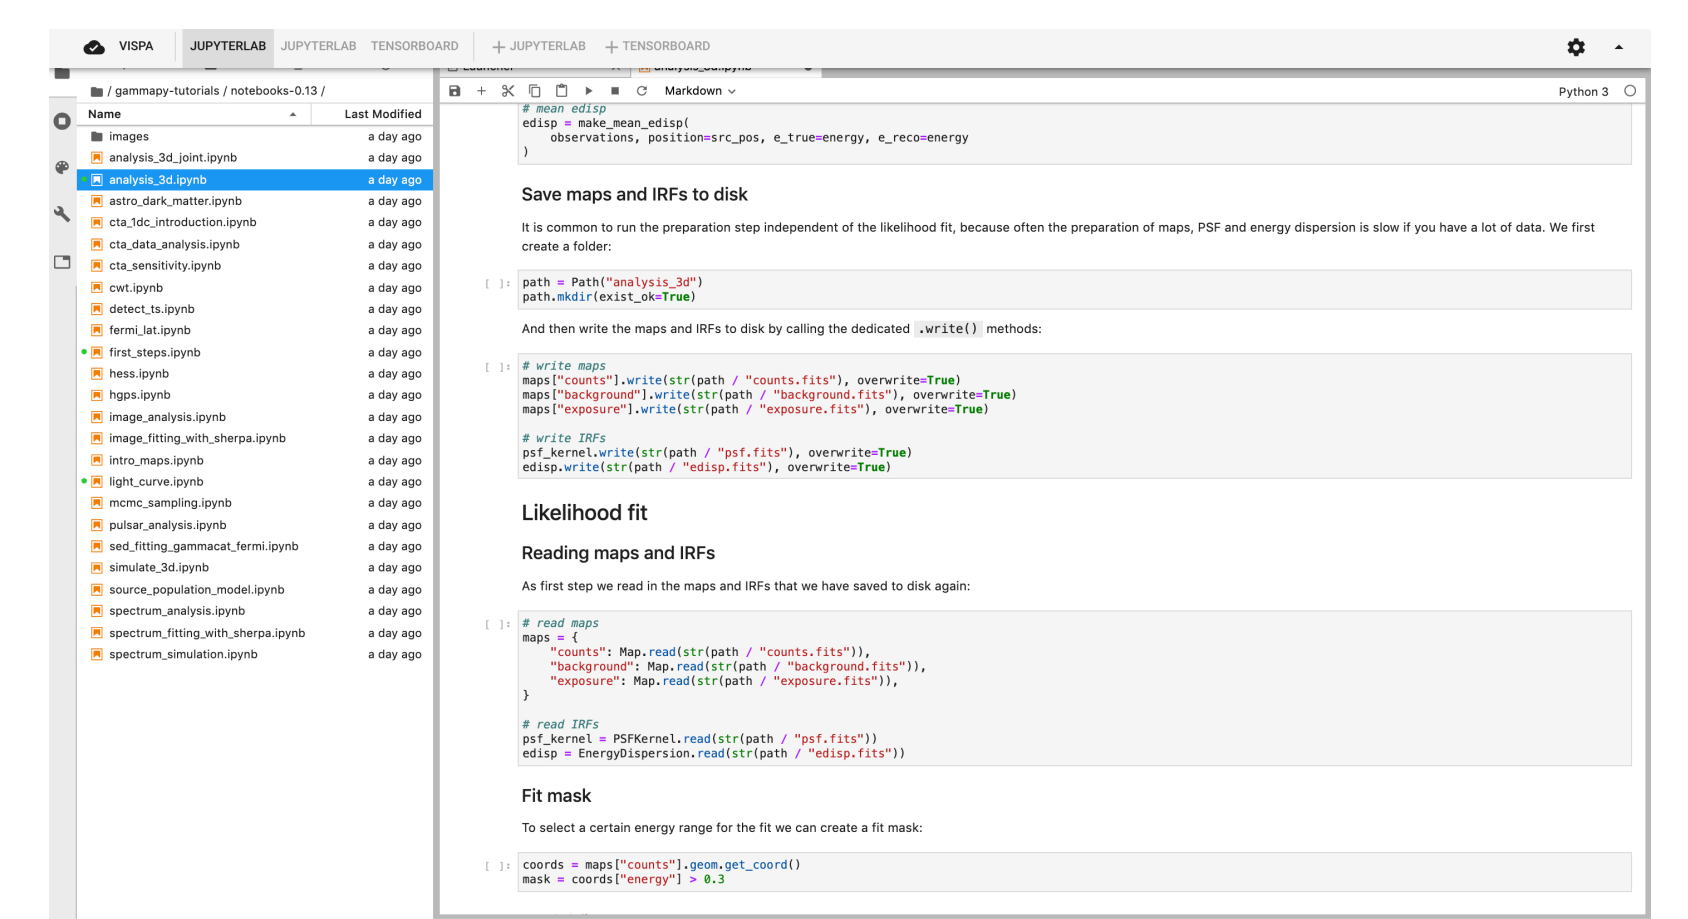 VISPA JUPYTERLAB JUPYTERLAB TENSORBOARD + JUPYTERLAB + TENSORBOARD
Launcher analysis_3d.ipynb
/ gammapy-tutorials / notebooks-0.13 /
Markdown Python 3
Name Last Modified
images a day ago
analysis_3d_joint.ipynb a day ago
analysis_3d.ipynb a day ago
astro_dark_matter.ipynb a day ago
cta_1dc_introduction.ipynb a day ago
cta_data_analysis.ipynb a day ago
cta_sensitivity.ipynb a day ago
cwt.ipynb a day ago
detect_ts.ipynb a day ago
fermi_lat.ipynb a day ago
first_steps.ipynb a day ago
hess.ipynb a day ago
hgps.ipynb a day ago
image_analysis.ipynb a day ago
image_fitting_with_sherpa.ipynb a day ago
intro_maps.ipynb a day ago
light_curve.ipynb a day ago
mcmc_sampling.ipynb a day ago
pulsar_analysis.ipynb a day ago
sed_fitting_gammacat_fermi.ipynb a day ago
simulate_3d.ipynb a day ago
source_population_model.ipynb a day ago
spectrum_analysis.ipynb a day ago
spectrum_fitting_with_sherpa.ipynb a day ago
spectrum_simulation.ipynb a day ago
# mean edisp
edisp = make_mean_edisp(
    observations, position=src_pos, e_true=energy, e_reco=energy
)
Save maps and IRFs to disk
It is common to run the preparation step independent of the likelihood fit, because often the preparation of maps, PSF and energy dispersion is slow if you have a lot of data. We first
create a folder:
[ ]: path = Path("analysis_3d")
path.mkdir(exist_ok=True)
And then write the maps and IRFs to disk by calling the dedicated .write() methods:
[ ]: # write maps
maps["counts"].write(str(path / "counts.fits"), overwrite=True)
maps["background"].write(str(path / "background.fits"), overwrite=True)
maps["exposure"].write(str(path / "exposure.fits"), overwrite=True)
# write IRFs
psf_kernel.write(str(path / "psf.fits"), overwrite=True)
edisp.write(str(path / "edisp.fits"), overwrite=True)
Likelihood fit
Reading maps and IRFs
As first step we read in the maps and IRFs that we have saved to disk again:
[ ]: # read maps
maps = {
    "counts": Map.read(str(path / "counts.fits")),
    "background": Map.read(str(path / "background.fits")),
    "exposure": Map.read(str(path / "exposure.fits")),
}
# read IRFs
psf_kernel = PSFKernel.read(str(path / "psf.fits"))
edisp = EnergyDispersion.read(str(path / "edisp.fits"))
Fit mask
To select a certain energy range for the fit we can create a fit mask:
[ ]: coords = maps["counts"].geom.get_coord()
mask = coords["energy"] > 0.3